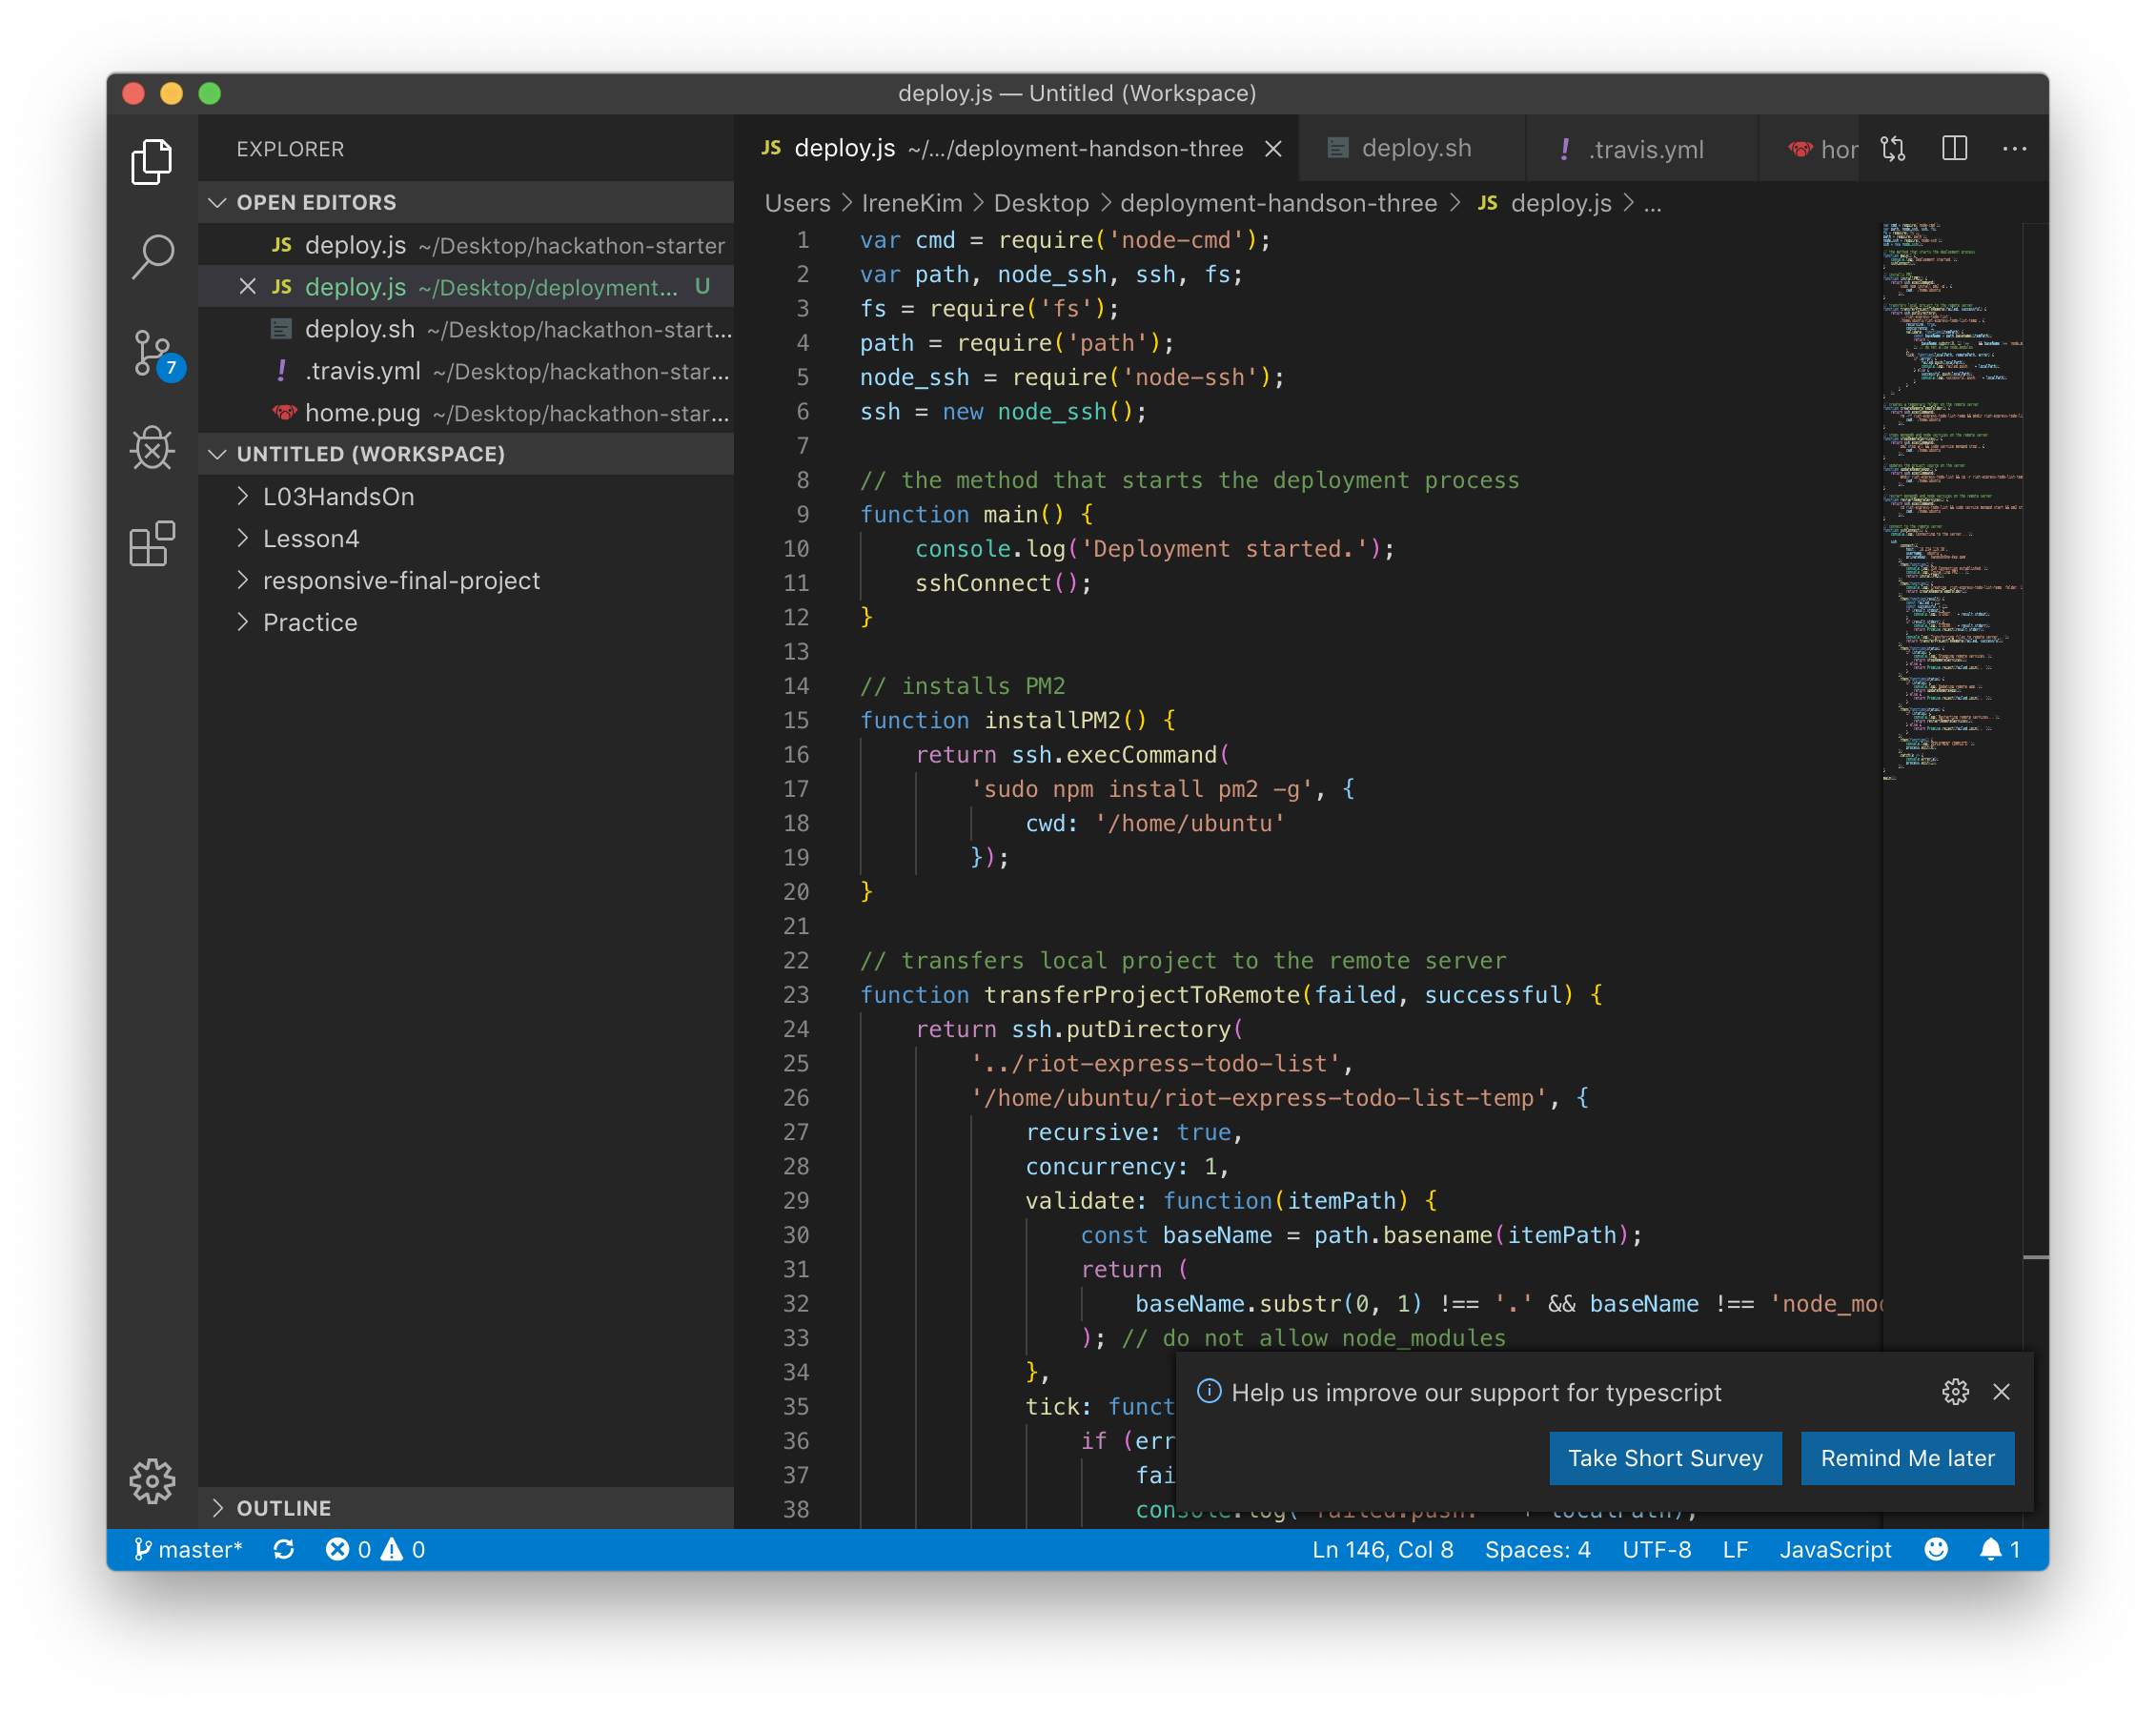 deploy.js — Untitled (Workspace)
EXPLORER
OPEN EDITORS
JS deploy.js ~/Desktop/hackathon-starter
JS deploy.js ~/Desktop/deployment... U
deploy.sh ~/Desktop/hackathon-start...
! .travis.yml ~/Desktop/hackathon-star...
home.pug ~/Desktop/hackathon-star...
UNTITLED (WORKSPACE)
L03HandsOn
Lesson4
responsive-final-project
Practice
OUTLINE
7
JS deploy.js ~/.../deployment-handson-three
deploy.sh
! .travis.yml
hor
Users > IreneKim > Desktop > deployment-handson-three > JS deploy.js > ...
1 var cmd = require('node-cmd');
2 var path, node_ssh, ssh, fs;
3 fs = require('fs');
4 path = require('path');
5 node_ssh = require('node-ssh');
6 ssh = new node_ssh();
7
8 // the method that starts the deployment process
9 function main() {
10 console.log('Deployment started.');
11 sshConnect();
12 }
13
14 // installs PM2
15 function installPM2() {
16 return ssh.execCommand(
17 'sudo npm install pm2 -g', {
18 cwd: '/home/ubuntu'
19 });
20 }
21
22 // transfers local project to the remote server
23 function transferProjectToRemote(failed, successful) {
24 return ssh.putDirectory(
25 '../riot-express-todo-list',
26 '/home/ubuntu/riot-express-todo-list-temp', {
27 recursive: true,
28 concurrency: 1,
29 validate: function(itemPath) {
30 const baseName = path.basename(itemPath);
31 return (
32 baseName.substr(0, 1) !== '.' && baseName !== 'node_mo
33 ); // do not allow node_modules
34 },
35 tick: funct
36 if (err
37 fai
38 console.log('failed.push: ' + localPath);
Help us improve our support for typescript
Take Short Survey
Remind Me later
master* 0 0
Ln 146, Col 8 Spaces: 4 UTF-8 LF JavaScript 1